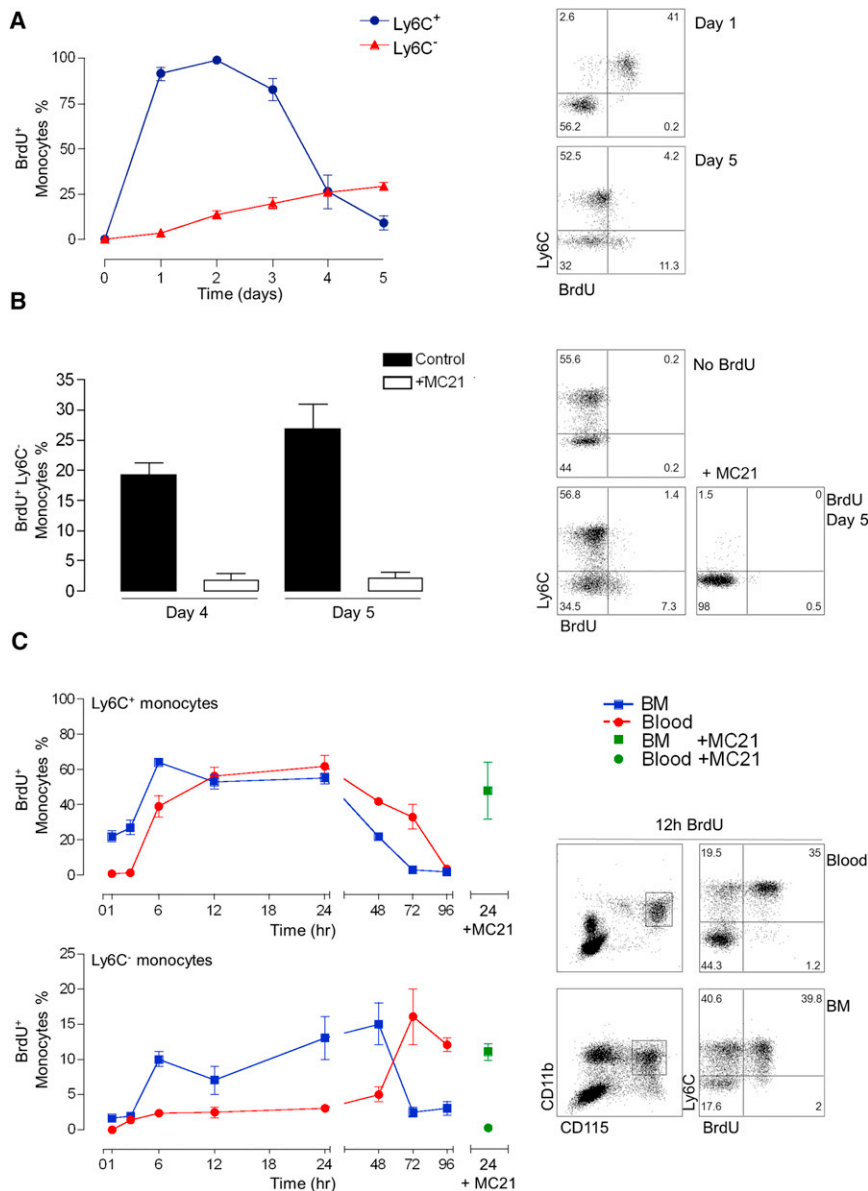 A
Ly6C+
Ly6C-
BrdU+
Monocytes %
100
75
50
25
0
0 1 2 3 4 5
Time (days)
2.6 41
Day 1
56.2 0.2
52.5 4.2
Day 5
32 11.3
Ly6C
BrdU
B
Control
+MC21
BrdU+ Ly6C-
Monocytes %
35
30
25
20
15
10
5
0
Day 4 Day 5
55.6 0.2
No BrdU
44 0.2
+ MC21
56.8 1.4
1.5 0
BrdU
Day 5
34.5 7.3
98 0.5
Ly6C
BrdU
C
Ly6C+ monocytes
BrdU+
Monocytes %
100
80
60
40
20
0
01 6 12 18 24 48 72 96 24
Time (hr) +MC21
BM
Blood
BM +MC21
Blood +MC21
Ly6C- monocytes
BrdU+
Monocytes %
25
20
15
10
5
0
01 6 12 18 24 48 72 96 24
Time (hr) + MC21
12h BrdU
19.5 35
Blood
44.3 1.2
40.6 39.8
BM
17.6 2
CD11b
CD115
Ly6C
BrdU